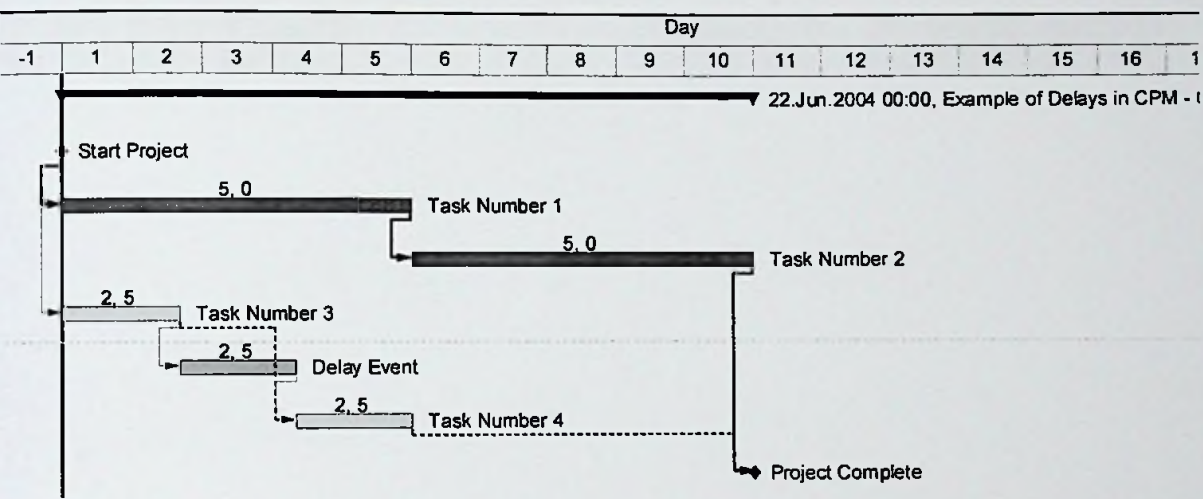 Day
-1 1 2 3 4 5 6 7 8 9 10 11 12 13 14 15 16 1
22.Jun.2004 00:00, Example of Delays in CPM -
Start Project
5, 0
Task Number 1
5, 0
Task Number 2
2, 5
Task Number 3
2, 5
Delay Event
2, 5
Task Number 4
Project Complete